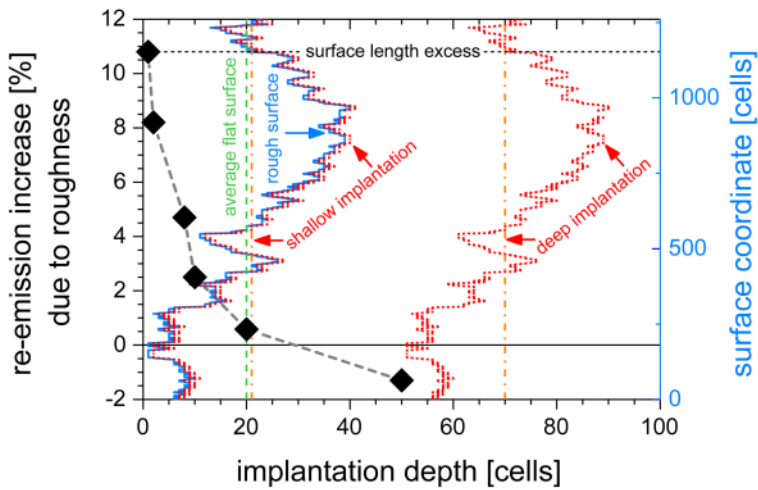 12
10
8
6
4
2
0
-2
re-emission increase [%]
due to roughness
surface length excess
average flat surface
rough surface
shallow implantation
deep implantation
1000
500
0
surface coordinate [cells]
0
20
40
60
80
100
implantation depth [cells]